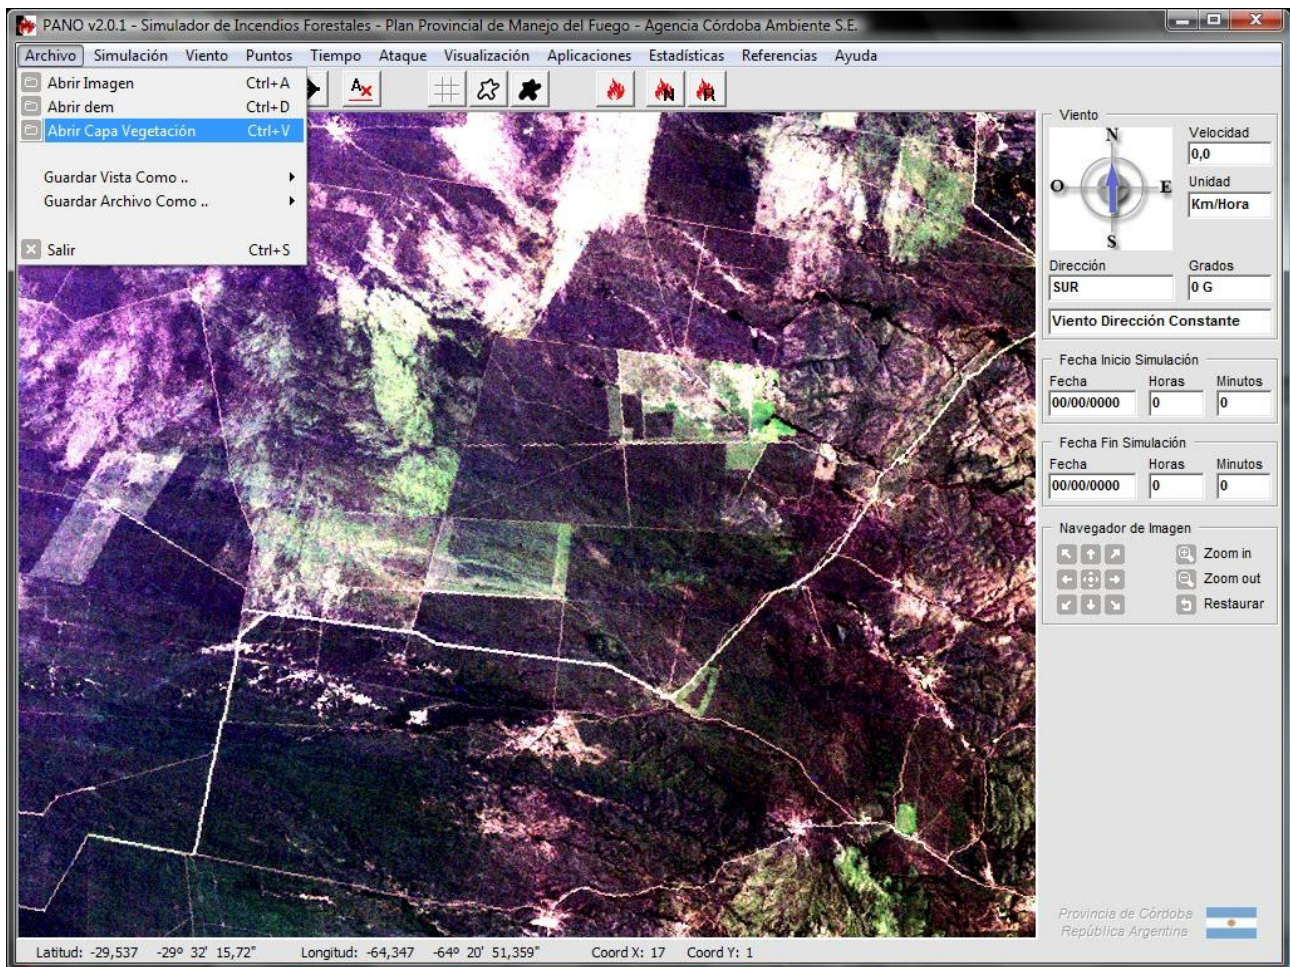 PANO v2.0.1 - Simulador de Incendios Forestales - Plan Provincial de Manejo del Fuego - Agencia Córdoba Ambiente S.E.
Archivo Simulación Viento Puntos Tiempo Ataque Visualización Aplicaciones Estadísticas Referencias Ayuda
Abrir Imagen Ctrl+A
Abrir dem Ctrl+D
Abrir Capa Vegetación Ctrl+V
Guardar Vista Como ..
Guardar Archivo Como ..
Salir Ctrl+S
A
N
R
Viento
N
O
E
S
Velocidad
0,0
Unidad
Km/Hora
Dirección Grados
SUR 0 G
Viento Dirección Constante
Fecha Inicio Simulación
Fecha Horas Minutos
00/00/0000 0 0
Fecha Fin Simulación
Fecha Horas Minutos
00/00/0000 0 0
Navegador de Imagen
Zoom in
Zoom out
Restaurar
Provincia de Córdoba
República Argentina
Latitud: -29,537 -29º 32' 15,72" Longitud: -64,347 -64º 20' 51,359" Coord X: 17 Coord Y: 1